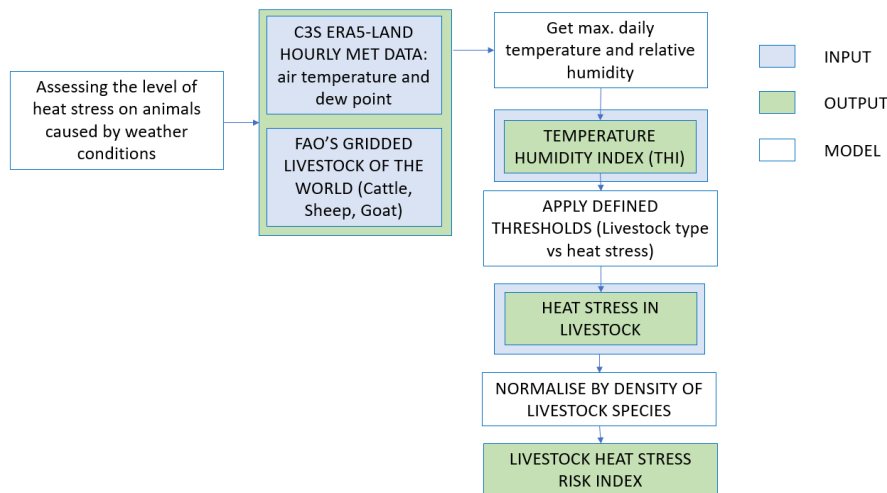 Assessing the level of
heat stress on animals
caused by weather
conditions
C3S ERA5-LAND
HOURLY MET DATA:
air temperature and
dew point
FAO’S GRIDDED
LIVESTOCK OF THE
WORLD (Cattle,
Sheep, Goat)
Get max. daily
temperature and relative
humidity
TEMPERATURE
HUMIDITY INDEX (THI)
APPLY DEFINED
THRESHOLDS (Livestock type
vs heat stress)
HEAT STRESS IN
LIVESTOCK
NORMALISE BY DENSITY OF
LIVESTOCK SPECIES
LIVESTOCK HEAT STRESS
RISK INDEX
INPUT
OUTPUT
MODEL